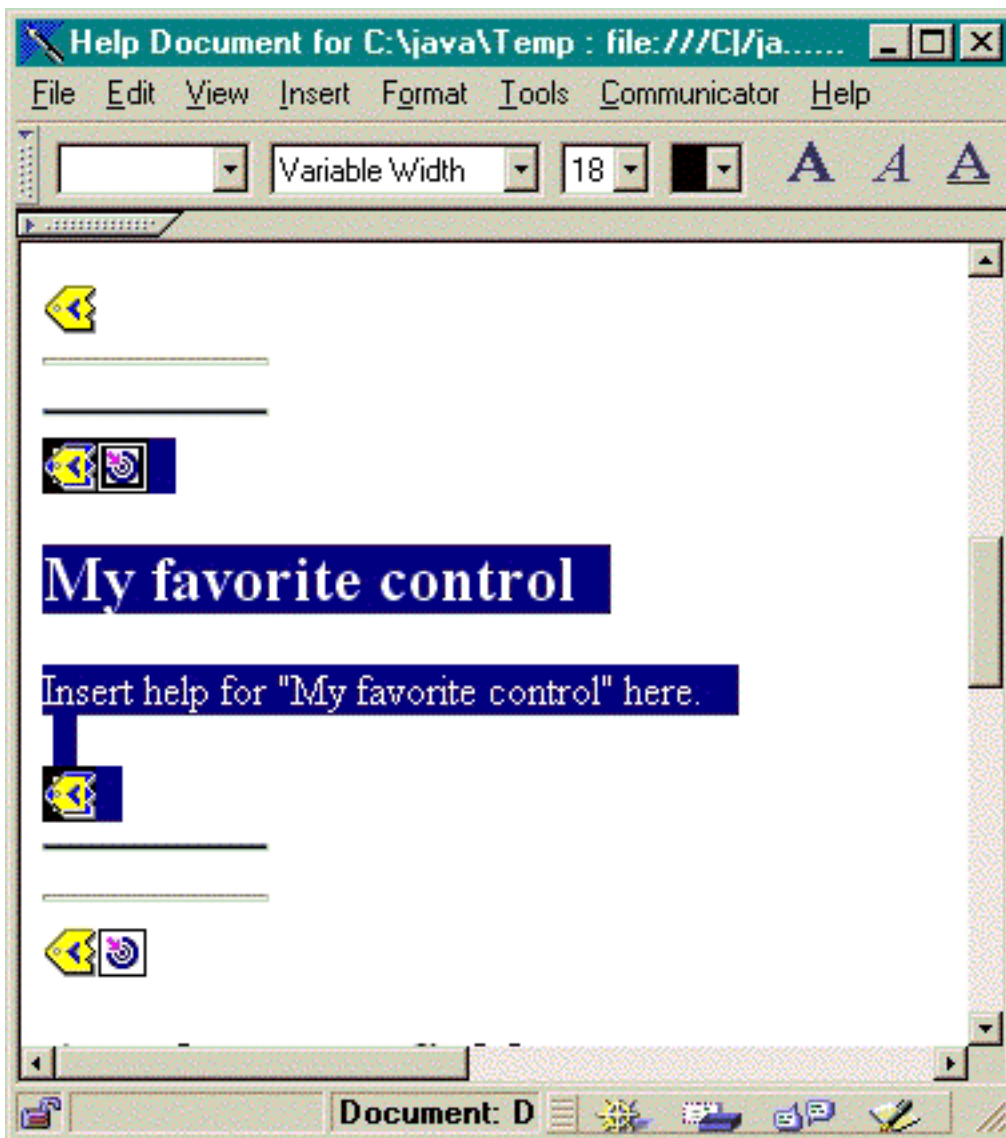 Help Document for C:\java\Temp : file:///C|/ja......
File Edit View Insert Format Tools Communicator Help
Variable Width 18 A A A
My favorite control
Insert help for "My favorite control" here.
Document: D